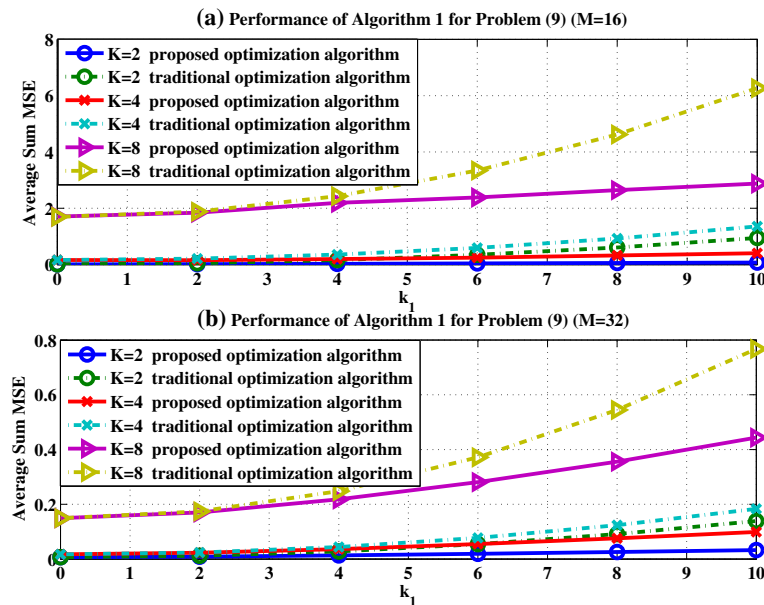 (a) Performance of Algorithm 1 for Problem (9) (M=16)
Average Sum MSE
8
6
4
2
0
K=2 proposed optimization algorithm
K=2 traditional optimization algorithm
K=4 proposed optimization algorithm
K=4 traditional optimization algorithm
K=8 proposed optimization algorithm
K=8 traditional optimization algorithm
0 1 2 3 4 5 6 7 8 9 10
k1
(b) Performance of Algorithm 1 for Problem (9) (M=32)
Average Sum MSE
0.8
0.6
0.4
0.2
0
K=2 proposed optimization algorithm
K=2 traditional optimization algorithm
K=4 proposed optimization algorithm
K=4 traditional optimization algorithm
K=8 proposed optimization algorithm
K=8 traditional optimization algorithm
0 1 2 3 4 5 6 7 8 9 10
k1